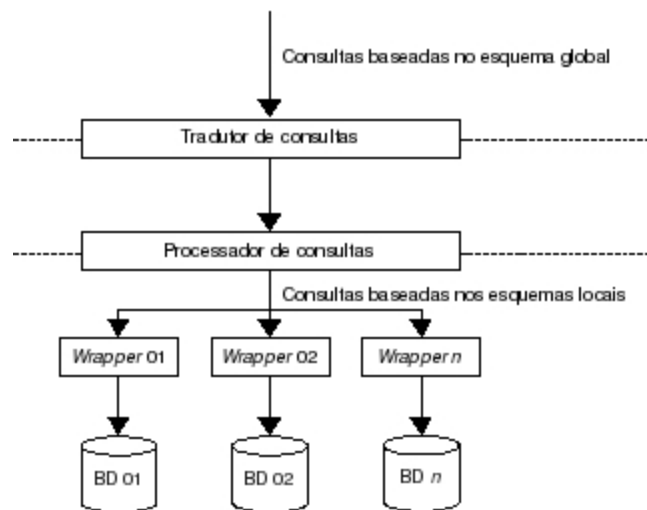 Consultas baseadas no esquema global
Tradutor de consultas
Processador de consultas
Consultas baseadas nos esquemas locais
Wrapper 01
Wrapper 02
Wrapper n
BD 01
BD 02
BD n